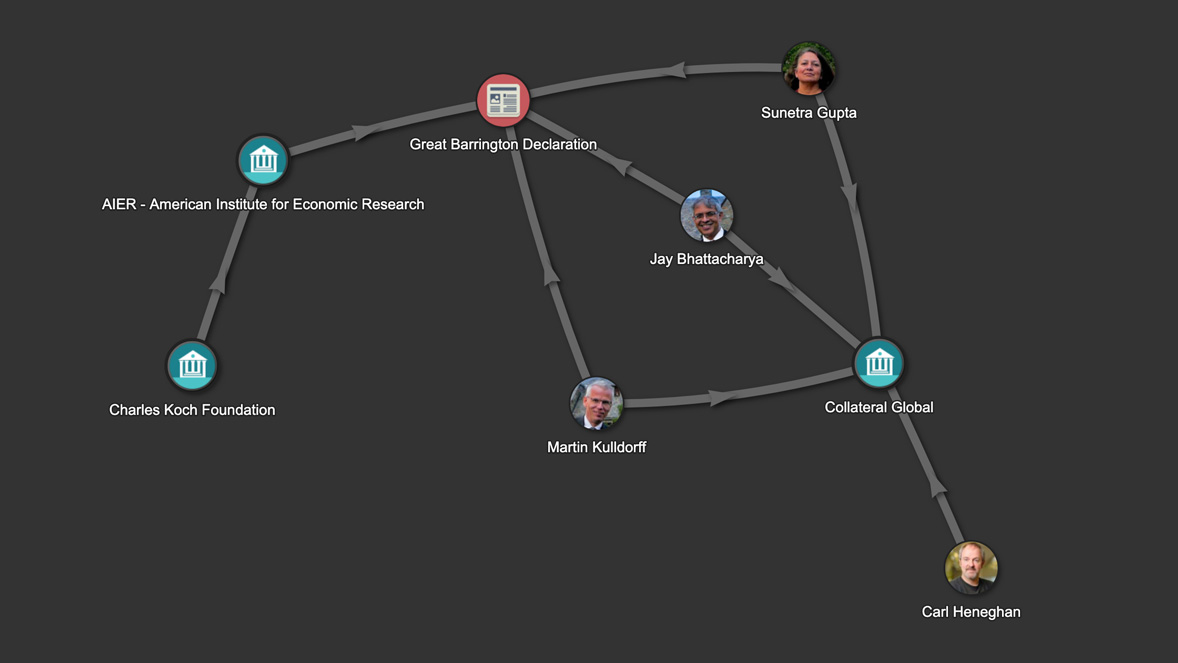 Sunetra Gupta
Great Barrington Declaration
AIER - American Institute for Economic Research
Jay Bhattacharya
Charles Koch Foundation
Collateral Global
Martin Kulldorff
Carl Heneghan